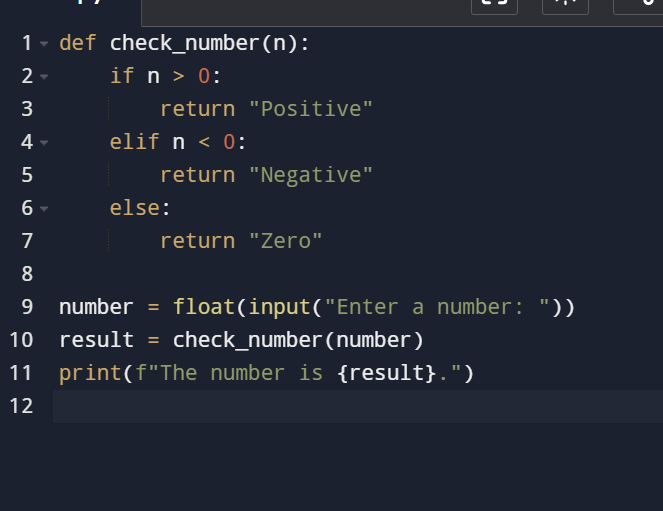 1 def check_number(n):
2     if n > 0:
3         return "Positive"
4     elif n < 0:
5         return "Negative"
6     else:
7         return "Zero"
8
9 number = float(input("Enter a number: "))
10 result = check_number(number)
11 print(f"The number is {result}.")
12